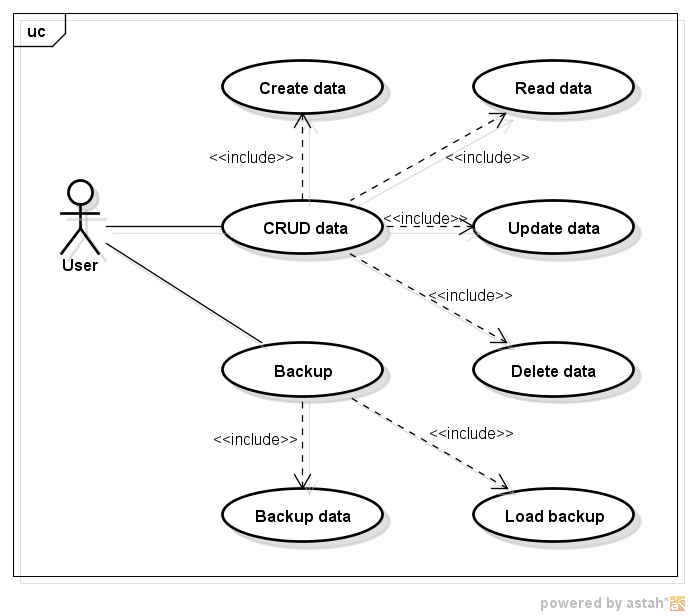 uc
Create data
Read data
<<include>>
<<include>>
CRUD data
<<include>>
Update data
User
<<include>>
Backup
Delete data
<<include>>
<<include>>
Backup data
Load backup
powered by astah*